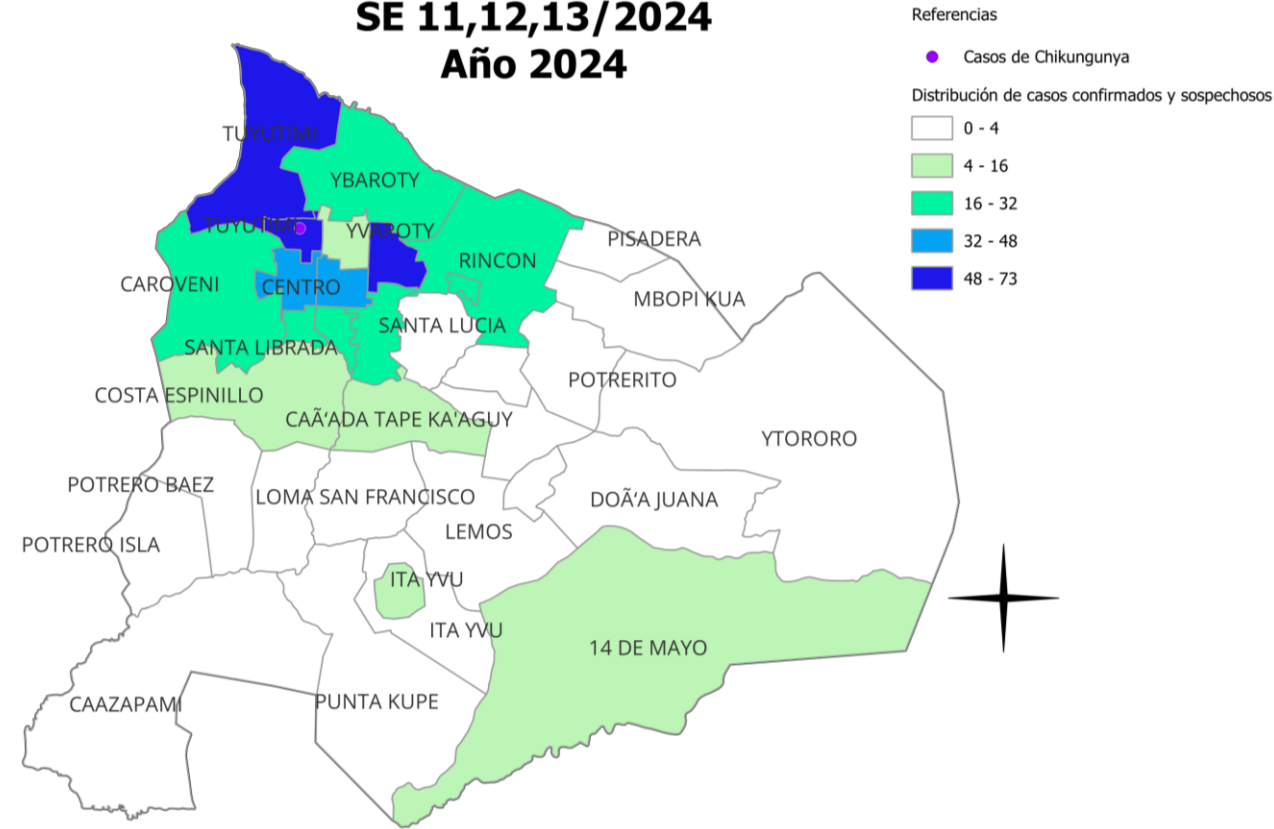 SE 11,12,13/2024
Año 2024
Referencias
Casos de Chikungunya
Distribución de casos confirmados y sospechosos
0 - 4
4 - 16
16 - 32
32 - 48
48 - 73
TUYUTIMI
YBAROTY
TUYUTIMI
YVAROTY
PISADERA
RINCON
CAROVENI
CENTRO
MBOPI KUA
SANTA LUCIA
SANTA LIBRADA
POTRERITO
COSTA ESPINILLO
CAÃ‘ADA TAPE KA'AGUY
YTORORO
POTRERO BAEZ
LOMA SAN FRANCISCO
DOÃ‘A JUANA
LEMOS
POTRERO ISLA
ITA YVU
ITA YVU
14 DE MAYO
PUNTA KUPE
CAAZAPAMI